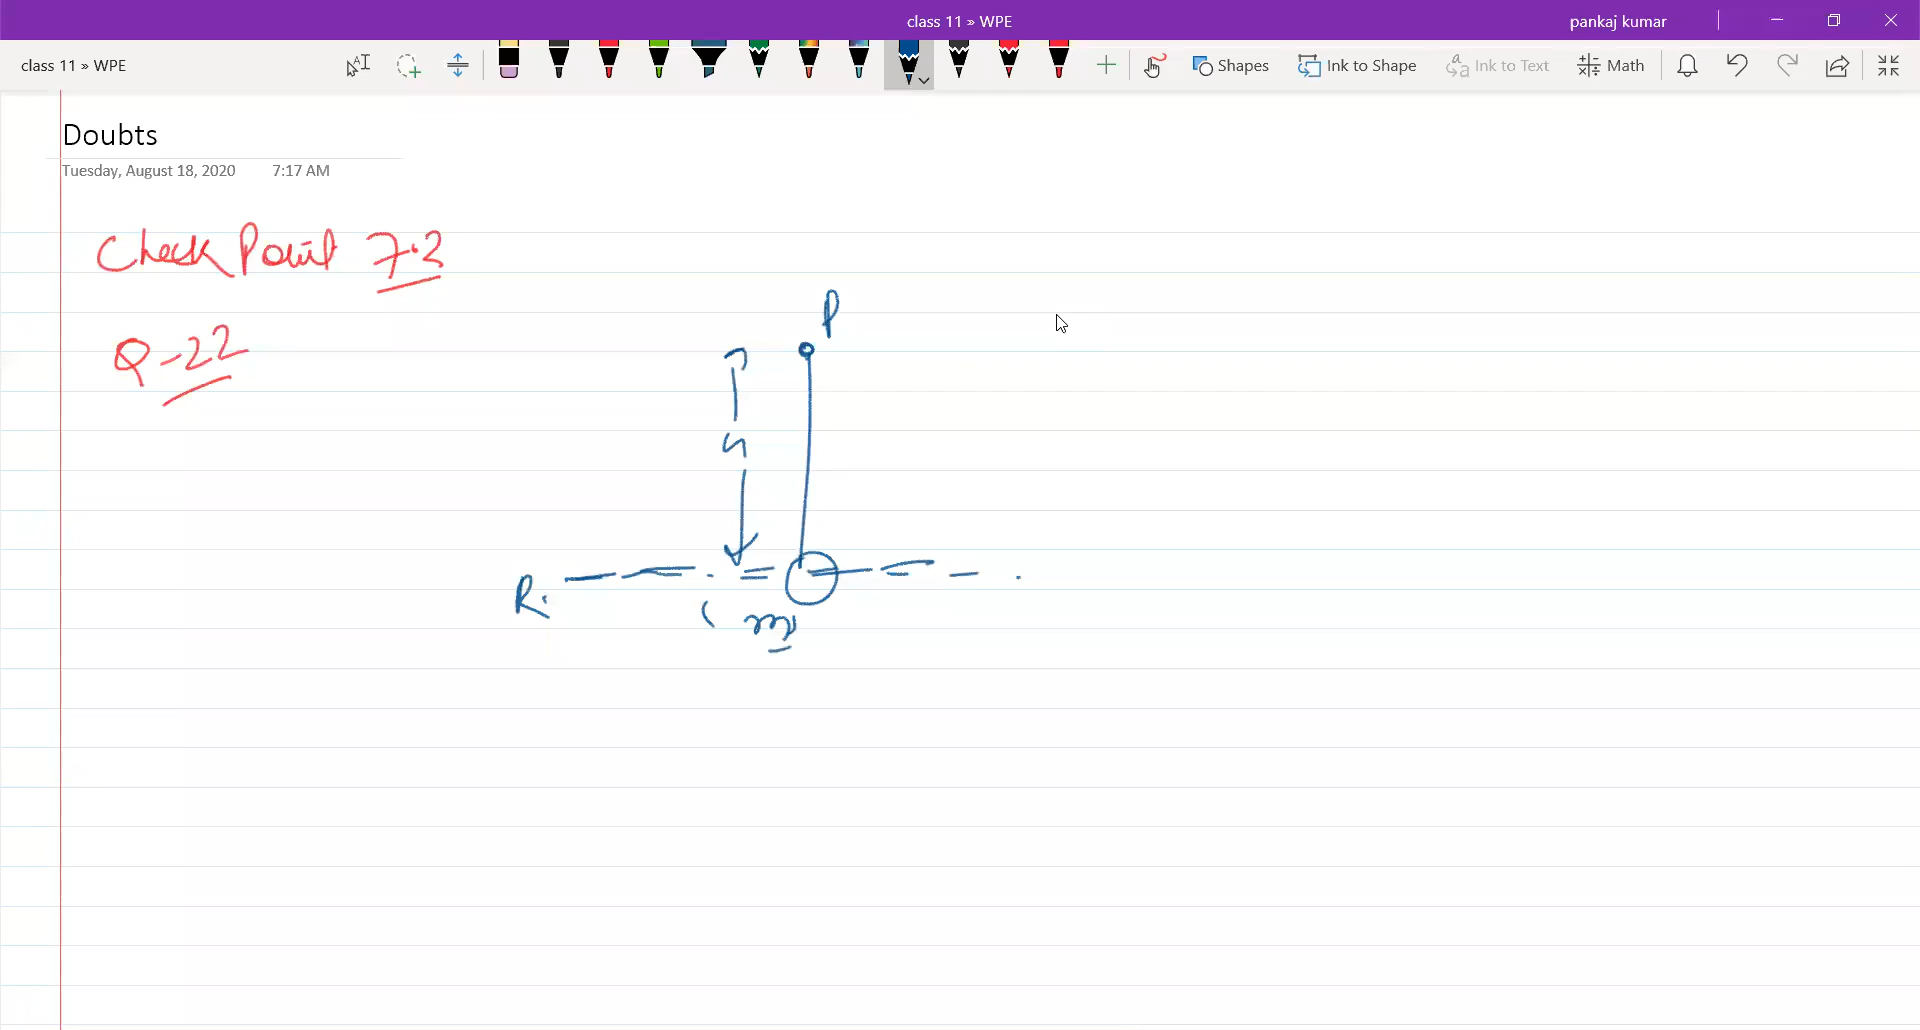 class 11 » WPE
pankaj kumar
class 11 » WPE
Shapes
Ink to Shape
Ink to Text
Math
Doubts
Tuesday, August 18, 2020 7:17 AM
Check Point 7.2
Q-22
P
R.
m